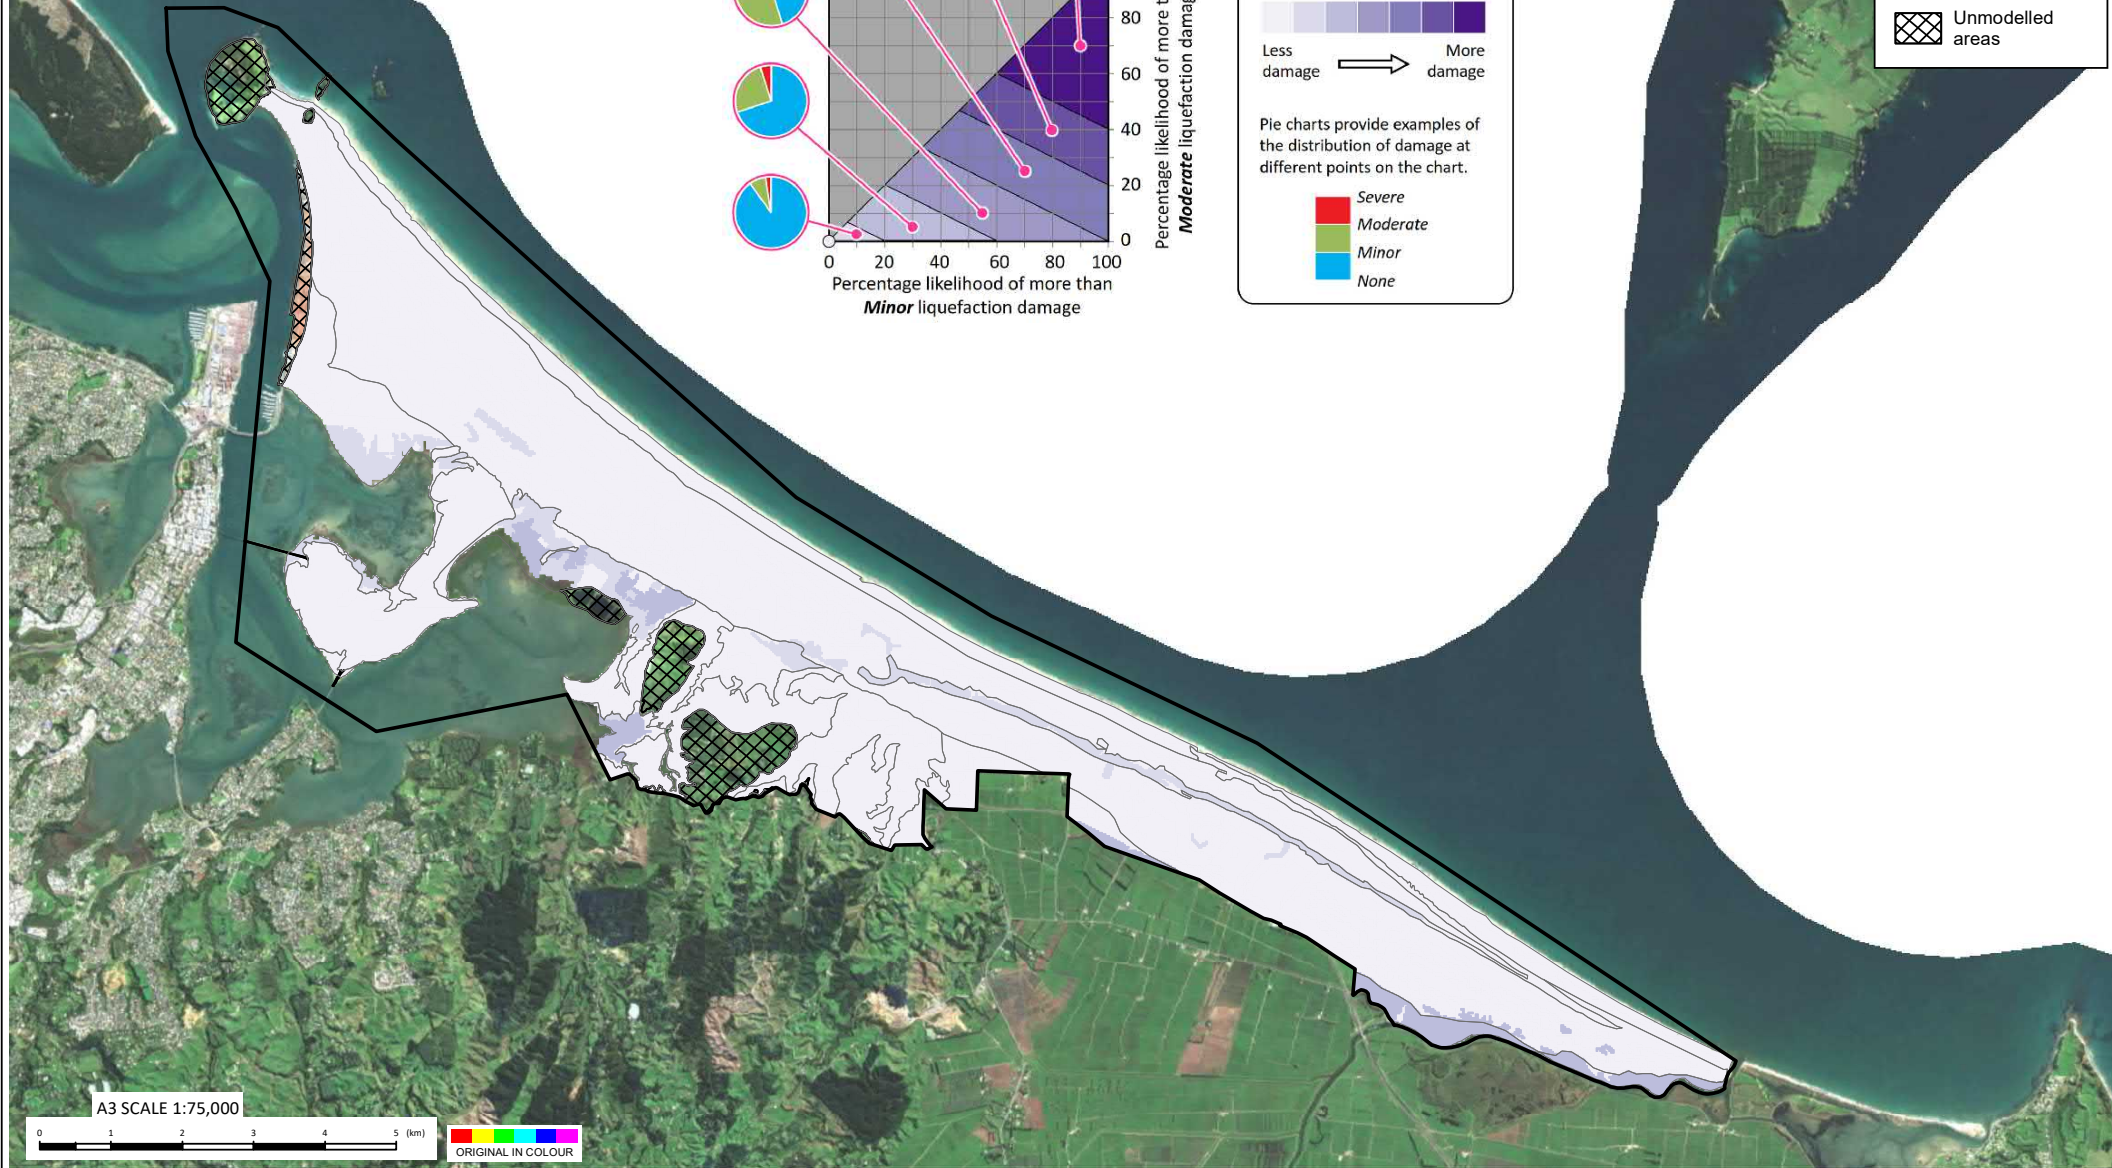 80
60
40
20
0
0 20 40 60 80 100
Percentage likelihood of more than
Minor liquefaction damage
Percentage likelihood of more
Moderate liquefaction
Less
damage
More
damage
Pie charts provide examples of
the distribution of damage at
different points on the chart.
Severe
Moderate
Minor
None
Unmodelled
areas
A3 SCALE 1:75,000
0 1 2 3 4 5 (km)
ORIGINAL IN COLOUR